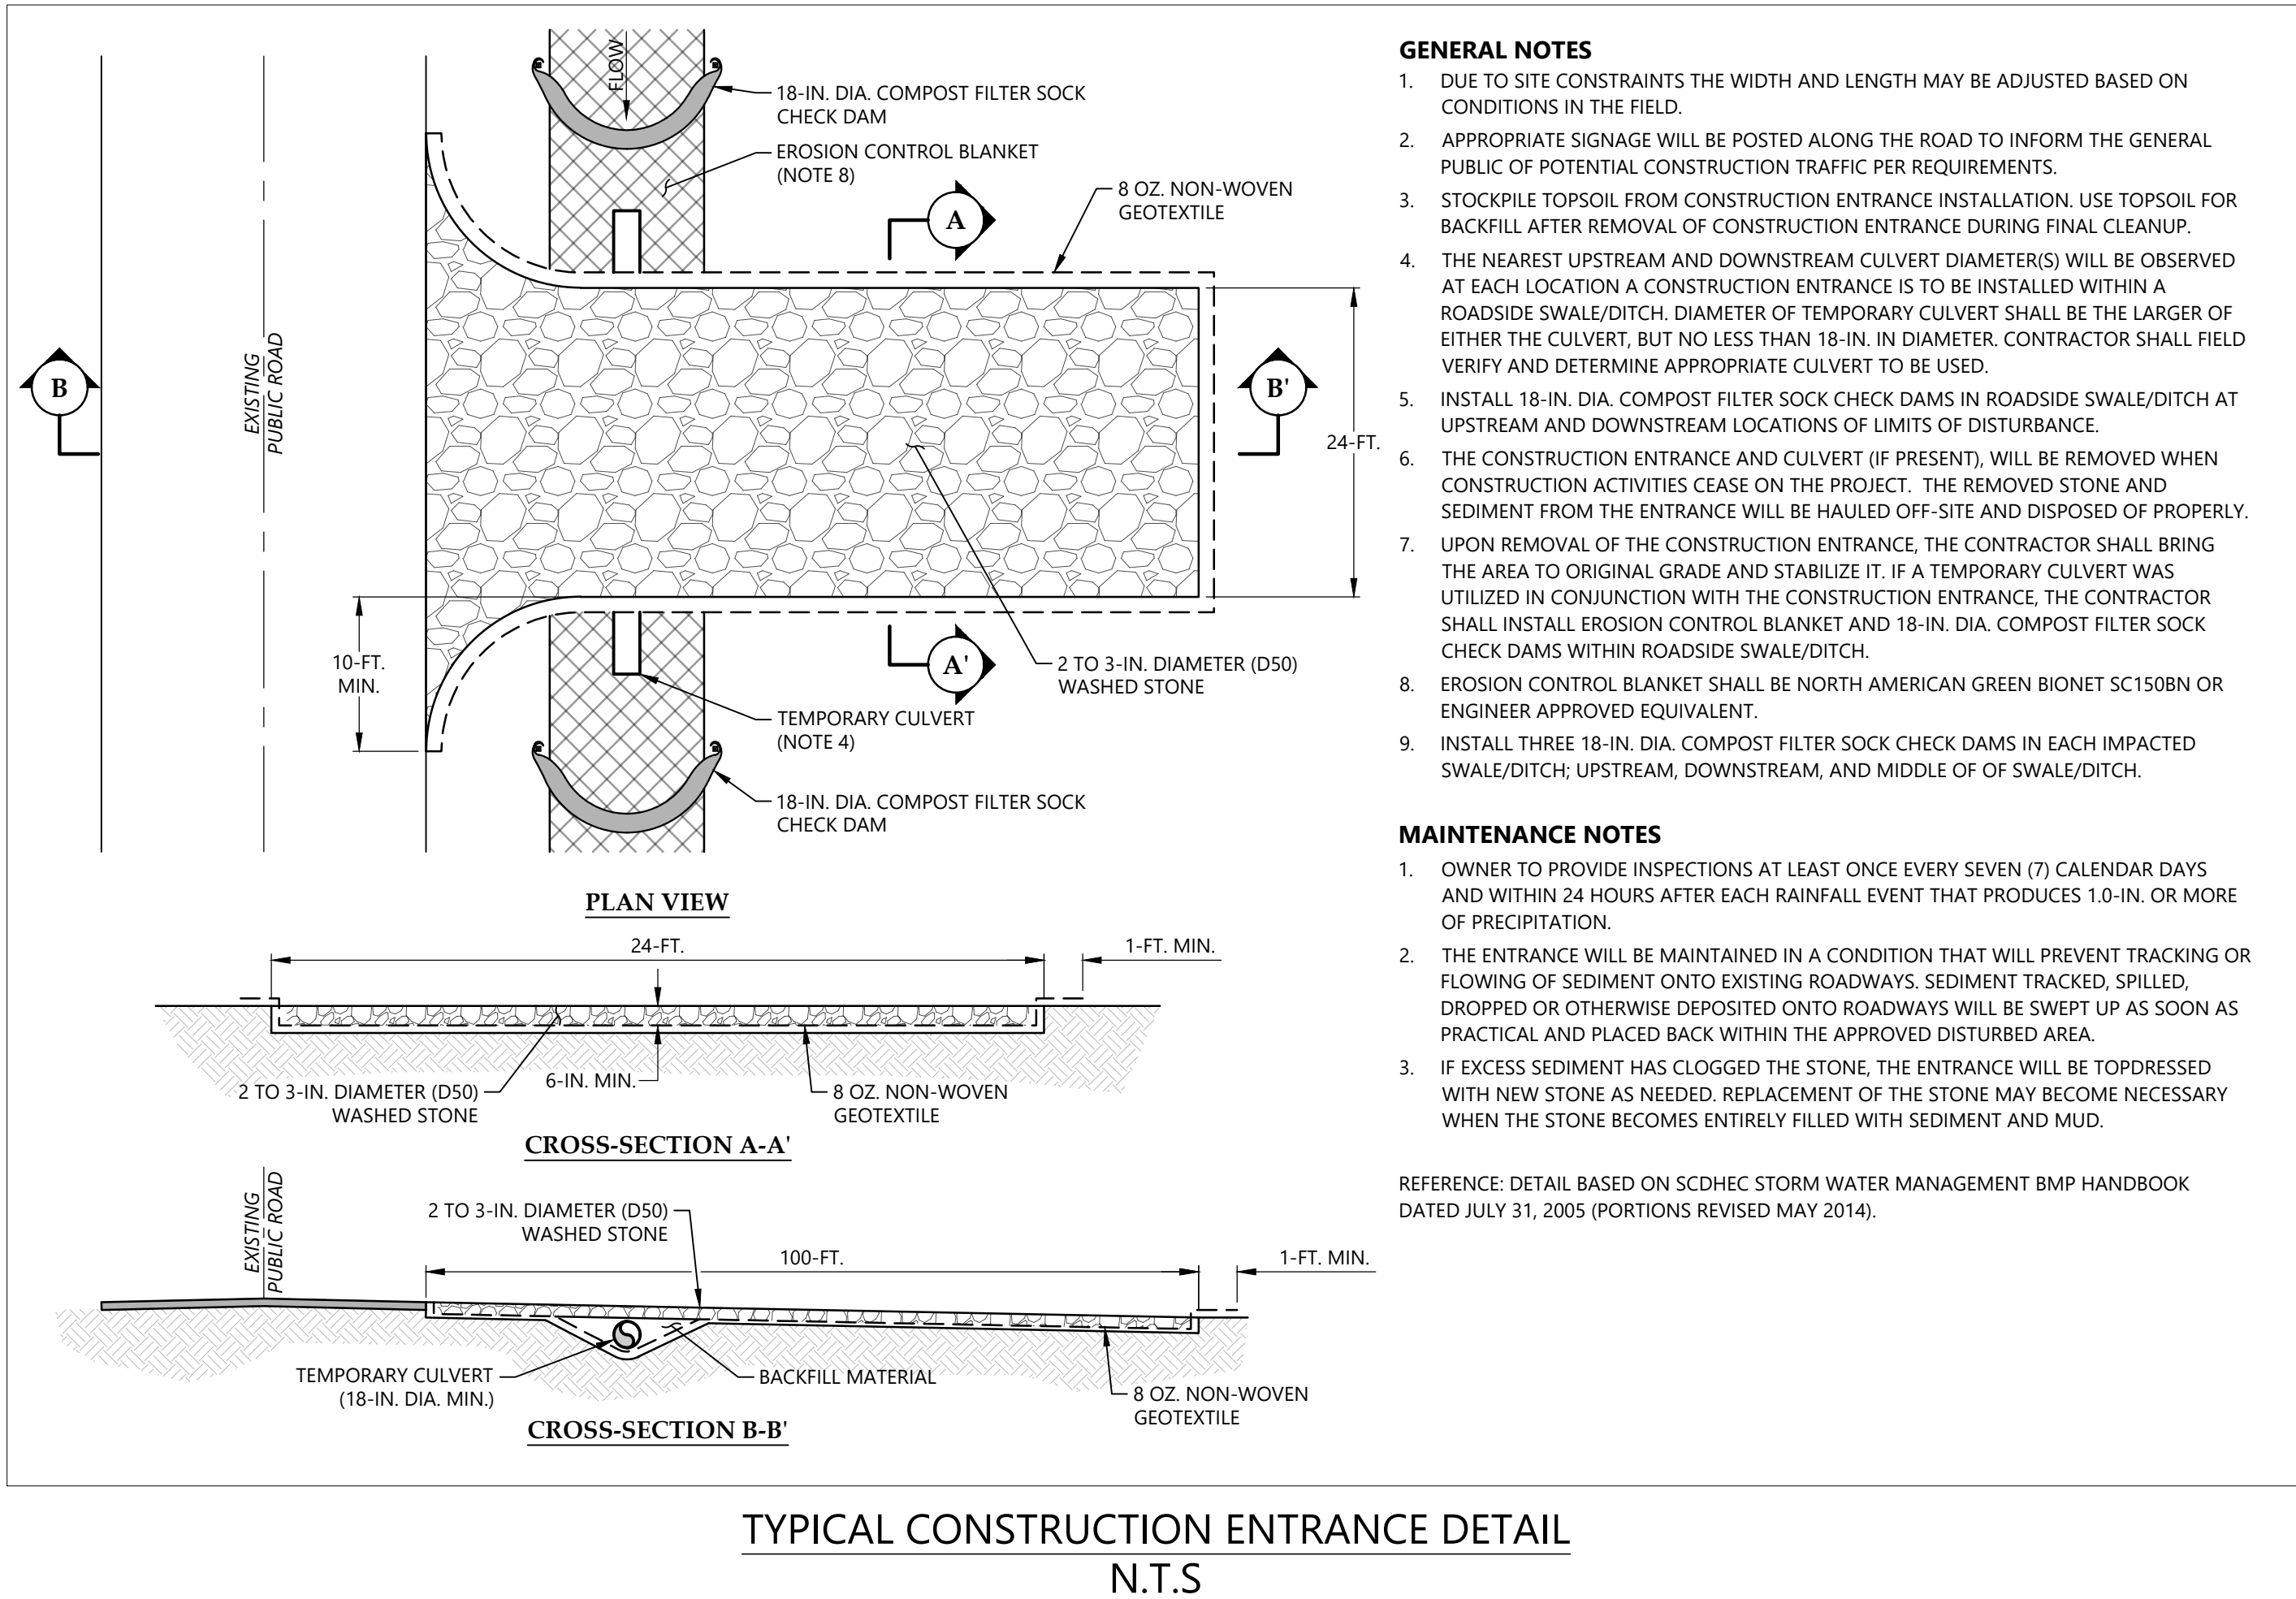 FLOW
18-IN. DIA. COMPOST FILTER SOCK
CHECK DAM
EROSION CONTROL BLANKET
(NOTE 8)
8 OZ. NON-WOVEN
GEOTEXTILE
A
B
EXISTING
PUBLIC ROAD
B'
24-FT.
10-FT.
MIN.
A'
2 TO 3-IN. DIAMETER (D50)
WASHED STONE
TEMPORARY CULVERT
(NOTE 4)
18-IN. DIA. COMPOST FILTER SOCK
CHECK DAM
PLAN VIEW
24-FT.
1-FT. MIN.
2 TO 3-IN. DIAMETER (D50)
WASHED STONE
6-IN. MIN.
8 OZ. NON-WOVEN
GEOTEXTILE
CROSS-SECTION A-A'
EXISTING
PUBLIC ROAD
2 TO 3-IN. DIAMETER (D50)
WASHED STONE
100-FT.
1-FT. MIN.
TEMPORARY CULVERT
(18-IN. DIA. MIN.)
BACKFILL MATERIAL
8 OZ. NON-WOVEN
GEOTEXTILE
CROSS-SECTION B-B'
GENERAL NOTES
1. DUE TO SITE CONSTRAINTS THE WIDTH AND LENGTH MAY BE ADJUSTED BASED ON
CONDITIONS IN THE FIELD.
2. APPROPRIATE SIGNAGE WILL BE POSTED ALONG THE ROAD TO INFORM THE GENERAL
PUBLIC OF POTENTIAL CONSTRUCTION TRAFFIC PER REQUIREMENTS.
3. STOCKPILE TOPSOIL FROM CONSTRUCTION ENTRANCE INSTALLATION. USE TOPSOIL FOR
BACKFILL AFTER REMOVAL OF CONSTRUCTION ENTRANCE DURING FINAL CLEANUP.
4. THE NEAREST UPSTREAM AND DOWNSTREAM CULVERT DIAMETER(S) WILL BE OBSERVED
AT EACH LOCATION A CONSTRUCTION ENTRANCE IS TO BE INSTALLED WITHIN A
ROADSIDE SWALE/DITCH. DIAMETER OF TEMPORARY CULVERT SHALL BE THE LARGER OF
EITHER THE CULVERT, BUT NO LESS THAN 18-IN. IN DIAMETER. CONTRACTOR SHALL FIELD
VERIFY AND DETERMINE APPROPRIATE CULVERT TO BE USED.
5. INSTALL 18-IN. DIA. COMPOST FILTER SOCK CHECK DAMS IN ROADSIDE SWALE/DITCH AT
UPSTREAM AND DOWNSTREAM LOCATIONS OF LIMITS OF DISTURBANCE.
6. THE CONSTRUCTION ENTRANCE AND CULVERT (IF PRESENT), WILL BE REMOVED WHEN
CONSTRUCTION ACTIVITIES CEASE ON THE PROJECT. THE REMOVED STONE AND
SEDIMENT FROM THE ENTRANCE WILL BE HAULED OFF-SITE AND DISPOSED OF PROPERLY.
7. UPON REMOVAL OF THE CONSTRUCTION ENTRANCE, THE CONTRACTOR SHALL BRING
THE AREA TO ORIGINAL GRADE AND STABILIZE IT. IF A TEMPORARY CULVERT WAS
UTILIZED IN CONJUNCTION WITH THE CONSTRUCTION ENTRANCE, THE CONTRACTOR
SHALL INSTALL EROSION CONTROL BLANKET AND 18-IN. DIA. COMPOST FILTER SOCK
CHECK DAMS WITHIN ROADSIDE SWALE/DITCH.
8. EROSION CONTROL BLANKET SHALL BE NORTH AMERICAN GREEN BIONET SC150BN OR
ENGINEER APPROVED EQUIVALENT.
9. INSTALL THREE 18-IN. DIA. COMPOST FILTER SOCK CHECK DAMS IN EACH IMPACTED
SWALE/DITCH; UPSTREAM, DOWNSTREAM, AND MIDDLE OF OF SWALE/DITCH.
MAINTENANCE NOTES
1. OWNER TO PROVIDE INSPECTIONS AT LEAST ONCE EVERY SEVEN (7) CALENDAR DAYS
AND WITHIN 24 HOURS AFTER EACH RAINFALL EVENT THAT PRODUCES 1.0-IN. OR MORE
OF PRECIPITATION.
2. THE ENTRANCE WILL BE MAINTAINED IN A CONDITION THAT WILL PREVENT TRACKING OR
FLOWING OF SEDIMENT ONTO EXISTING ROADWAYS. SEDIMENT TRACKED, SPILLED,
DROPPED OR OTHERWISE DEPOSITED ONTO ROADWAYS WILL BE SWEPT UP AS SOON AS
PRACTICAL AND PLACED BACK WITHIN THE APPROVED DISTURBED AREA.
3. IF EXCESS SEDIMENT HAS CLOGGED THE STONE, THE ENTRANCE WILL BE TOPDRESSED
WITH NEW STONE AS NEEDED. REPLACEMENT OF THE STONE MAY BECOME NECESSARY
WHEN THE STONE BECOMES ENTIRELY FILLED WITH SEDIMENT AND MUD.
REFERENCE: DETAIL BASED ON SCDHEC STORM WATER MANAGEMENT BMP HANDBOOK
DATED JULY 31, 2005 (PORTIONS REVISED MAY 2014).
TYPICAL CONSTRUCTION ENTRANCE DETAIL
N.T.S